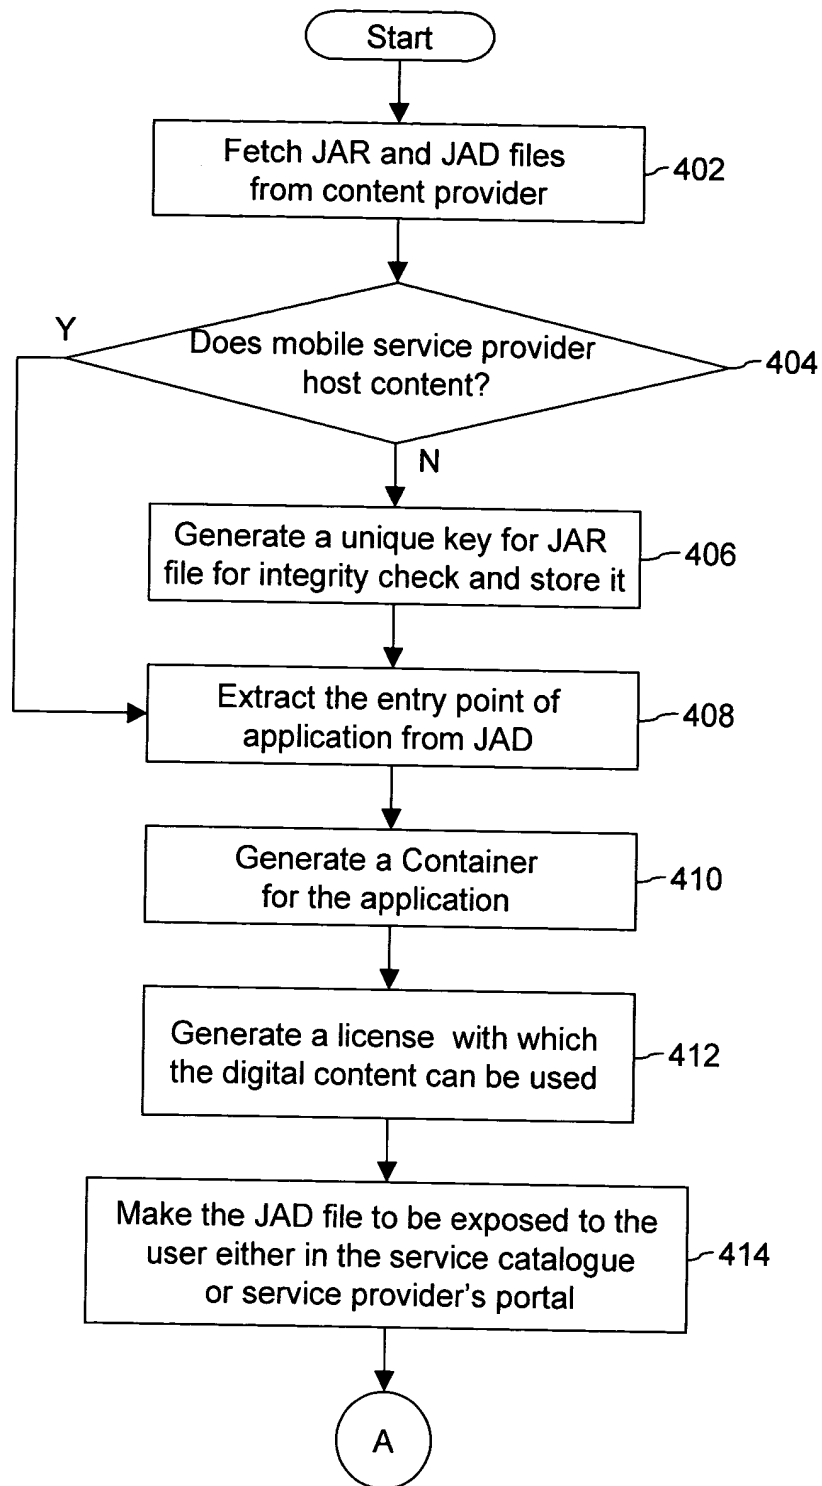 Start
Fetch JAR and JAD files
from content provider
402
Y
Does mobile service provider
host content?
404
N
Generate a unique key for JAR
file for integrity check and store it
406
Extract the entry point of
application from JAD
408
Generate a Container
for the application
410
Generate a license with which
the digital content can be used
412
Make the JAD file to be exposed to the
user either in the service catalogue
or service provider's portal
414
A